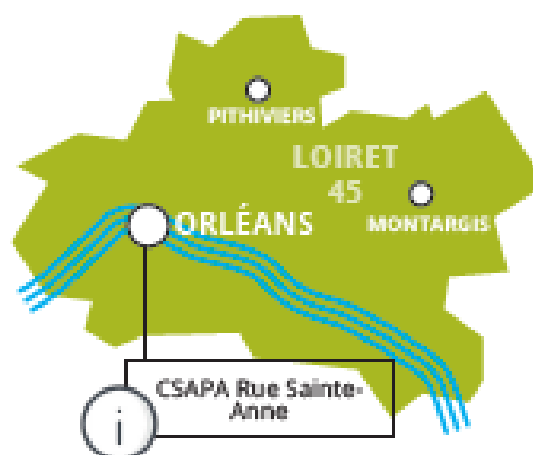 PITHIVIERS
LOIRET
45
ORLÉANS
MONTARGIS
CSAPA Rue Sainte-
Anne
i